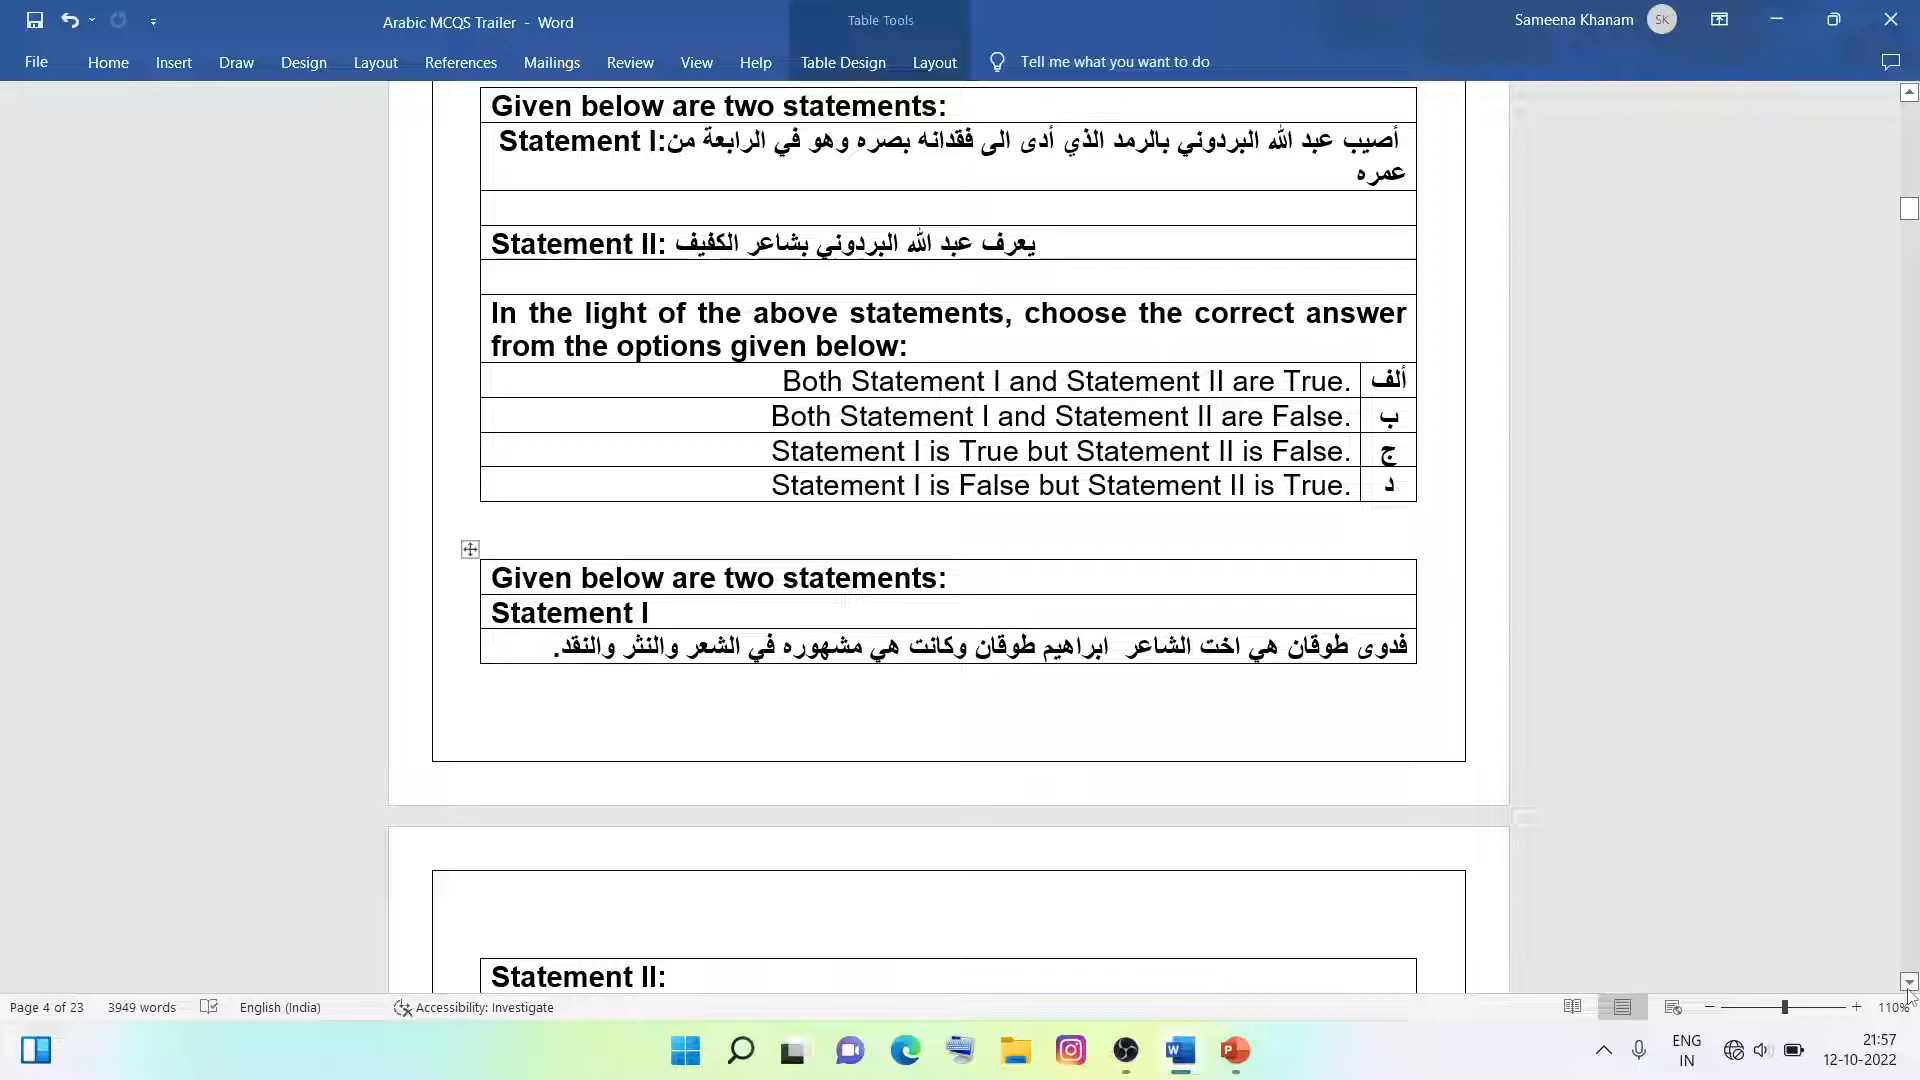 Arabic MCQS Trailer - Word
Table Tools
Sameena Khanam
SK
File
Home
Insert
Draw
Design
Layout
References
Mailings
Review
View
Help
Table Design
Layout
Tell me what you want to do
Given below are two statements:
Statement I: أصيب عبد الله البردوني بالرمد الذي أدى الى فقدانه بصره وهو في الرابعة من
عمره
Statement II: يعرف عبد الله البردوني بشاعر الكفيف
In the light of the above statements, choose the correct answer
from the options given below:
Both Statement I and Statement II are True. ألف
Both Statement I and Statement II are False. ب
Statement I is True but Statement II is False. ج
Statement I is False but Statement II is True. د
Given below are two statements:
Statement I
فدوى طوقان هي اخت الشاعر ابراهيم طوقان وكانت هي مشهوره في الشعر والنثر والنقد.
Statement II:
Page 4 of 23
3949 words
English (India)
Accessibility: Investigate
110%
ENG
IN
21:57
12-10-2022